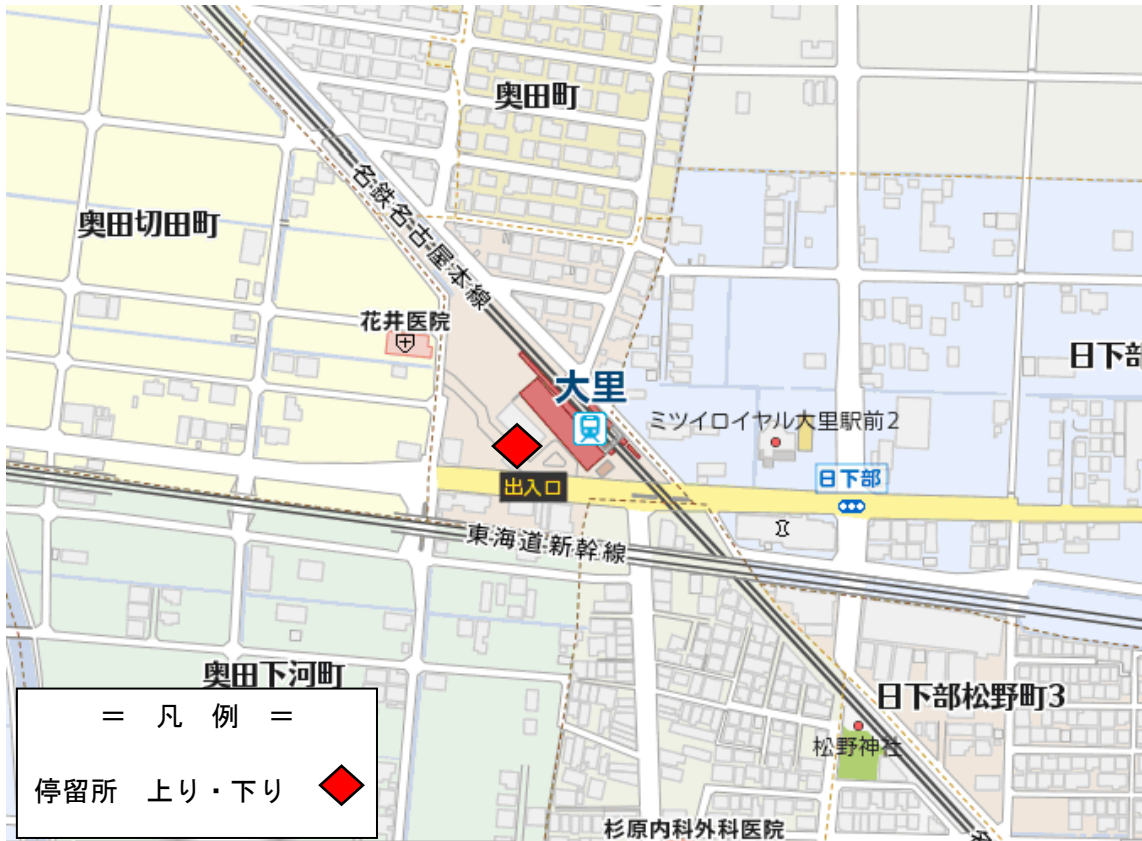 奥田町
奥田切田町
名鉄名古屋本線
花井医院
日下部
大里
ミツイロイヤル大里駅前2
日下部
出入口
東海道新幹線
奥田下河町
日下部松野町3
松野神社
杉原内科外科医院
= 凡 例 =
停留所 上り・下り